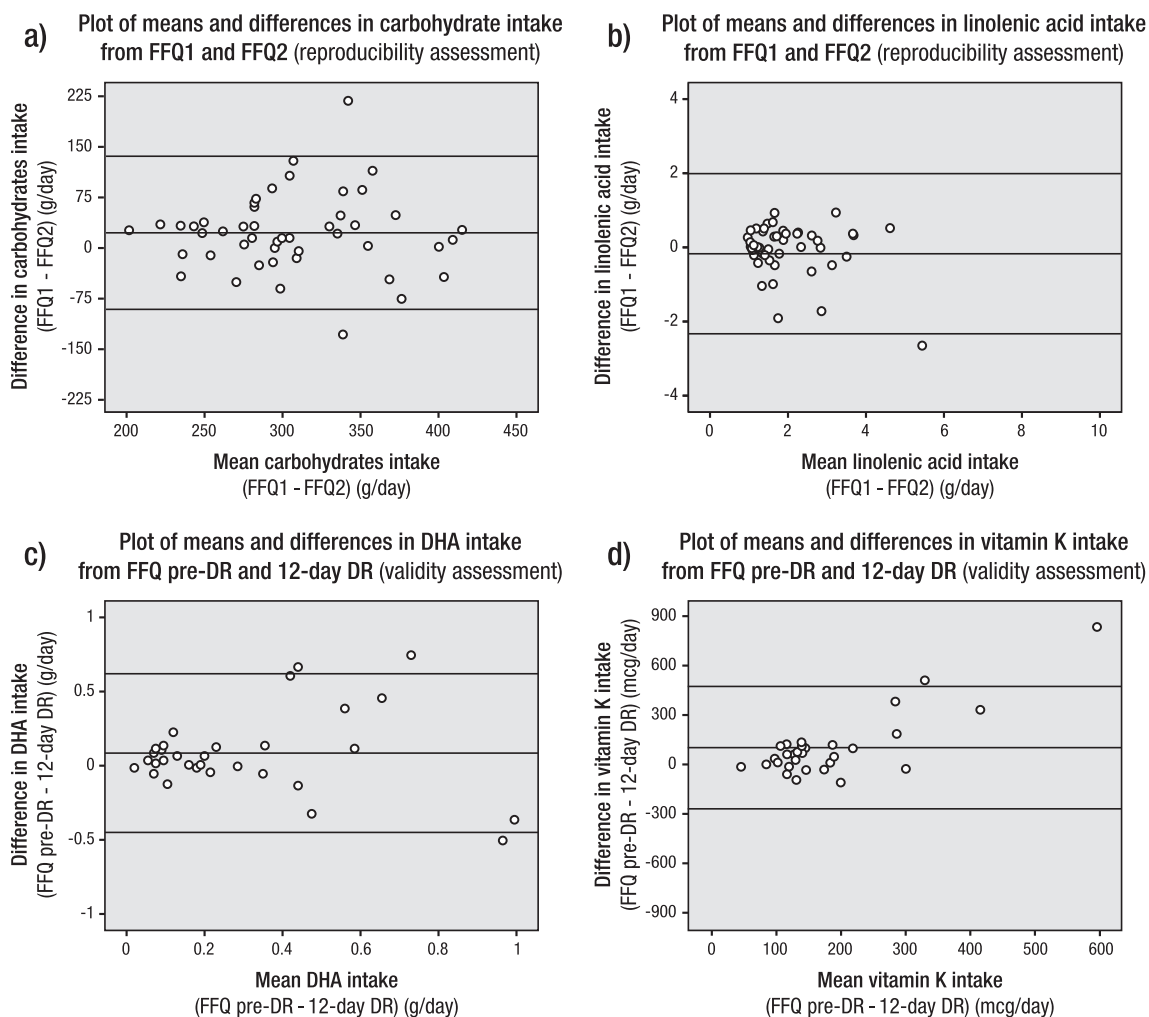 a)
Plot of means and differences in carbohydrate intake
from FFQ1 and FFQ2 (reproducibility assessment)
Difference in carbohydrates intake
(FFQ1 - FFQ2) (g/day)
225
150
75
0
-75
-150
-225
200 250 300 350 400 450
Mean carbohydrates intake
(FFQ1 - FFQ2) (g/day)
b)
Plot of means and differences in linolenic acid intake
from FFQ1 and FFQ2 (reproducibility assessment)
Difference in linolenic acid intake
(FFQ1 - FFQ2) (g/day)
4
2
0
-2
-4
0 2 4 6 8 10
Mean linolenic acid intake
(FFQ1 - FFQ2) (g/day)
c)
Plot of means and differences in DHA intake
from FFQ pre-DR and 12-day DR (validity assessment)
Difference in DHA intake
(FFQ pre-DR - 12-day DR) (g/day)
1
0.5
0
-0.5
-1
0 0.2 0.4 0.6 0.8 1
Mean DHA intake
(FFQ pre-DR - 12-day DR) (g/day)
d)
Plot of means and differences in vitamin K intake
from FFQ pre-DR and 12-day DR (validity assessment)
Difference in vitamin K intake
(FFQ pre-DR - 12-day DR) (mcg/day)
900
600
300
0
-300
-600
-900
0 100 200 300 400 500 600
Mean vitamin K intake
(FFQ pre-DR - 12-day DR) (mcg/day)